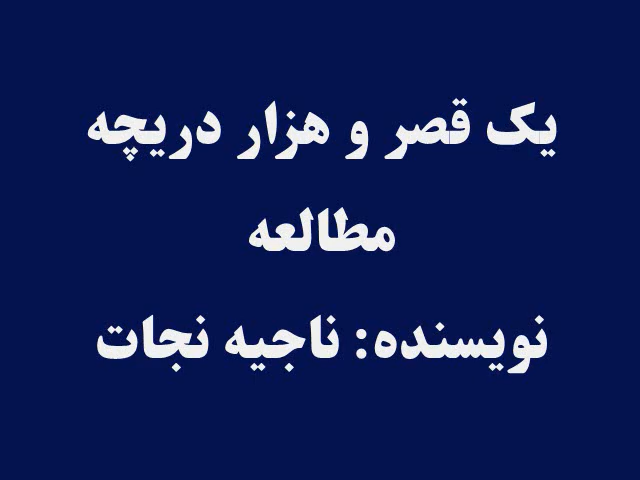 یک قصر و هزار دریچه
مطالعه
نویسنده: ناجیه نجات